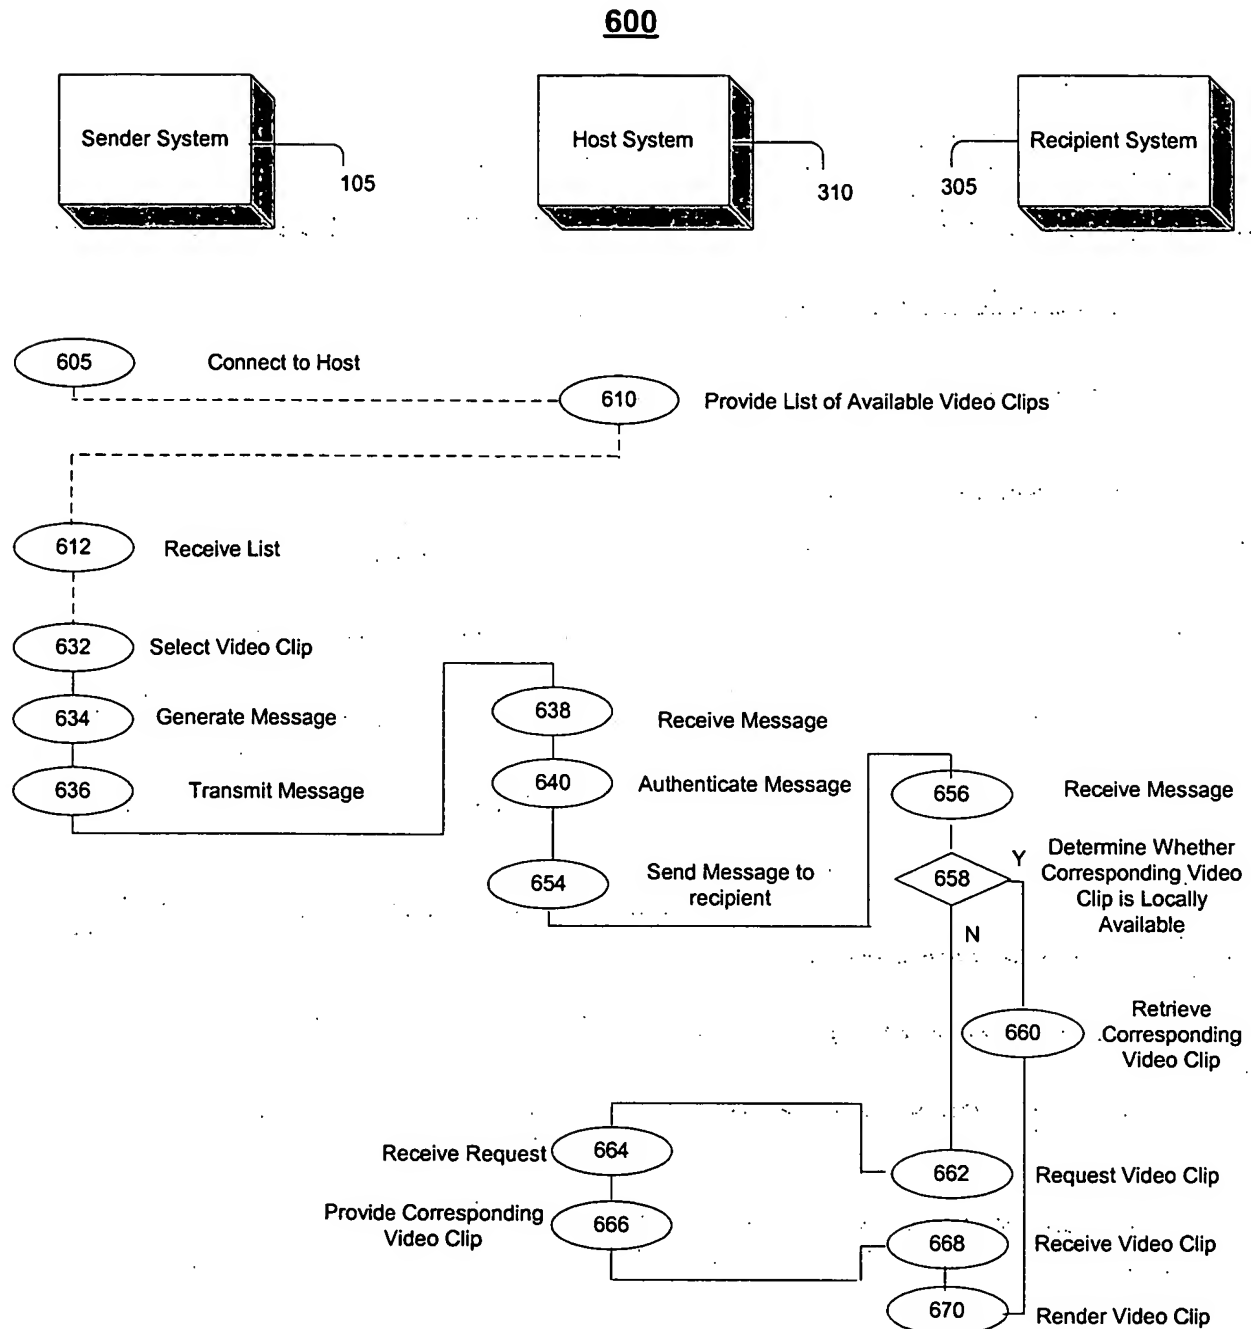 600
Sender System
105
Host System
310
305
Recipient System
605
Connect to Host
610
Provide List of Available Video Clips
612
Receive List
632
Select Video Clip
634
Generate Message
636
Transmit Message
638
Receive Message
640
Authenticate Message
654
Send Message to
recipient
656
Receive Message
658
Y
N
Determine Whether
Corresponding Video
Clip is Locally
Available
660
Retrieve
Corresponding
Video Clip
Receive Request
664
662
Request Video Clip
Provide Corresponding
Video Clip
666
668
Receive Video Clip
670
Render Video Clip